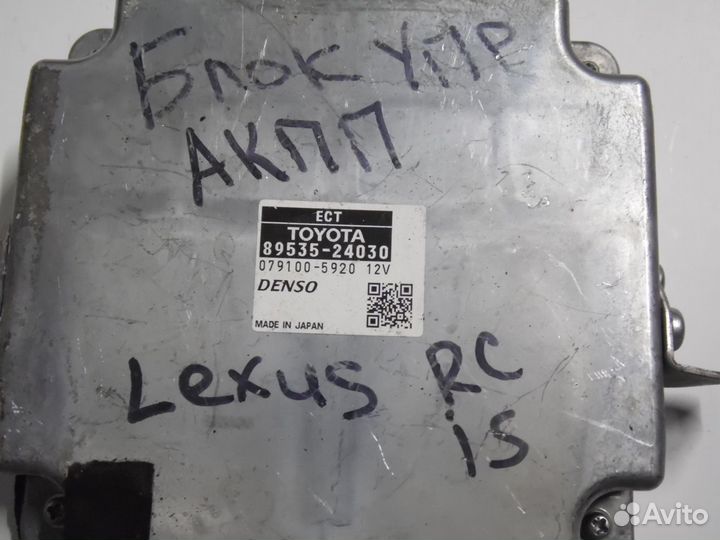 Блок УПР
АКПП
ECT
TOYOTA
89535-24030
079100-5920 12V
DENSO
MADE IN JAPAN
Lexus RC
is
Avito